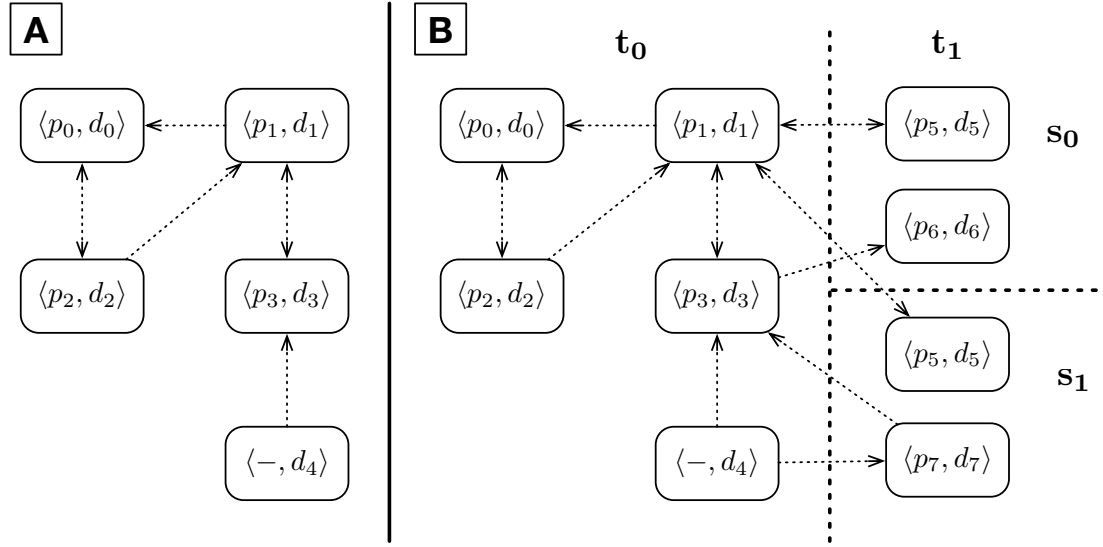 A
⟨p₀, d₀⟩ ⟨p₁, d₁⟩
⟨p₂, d₂⟩ ⟨p₃, d₃⟩
⟨−, d₄⟩
B t₀ t₁
⟨p₀, d₀⟩ ⟨p₁, d₁⟩ ⟨p₅, d₅⟩ s₀
⟨p₆, d₆⟩
⟨p₂, d₂⟩ ⟨p₃, d₃⟩
⟨p₅, d₅⟩ s₁
⟨−, d₄⟩ ⟨p₇, d₇⟩